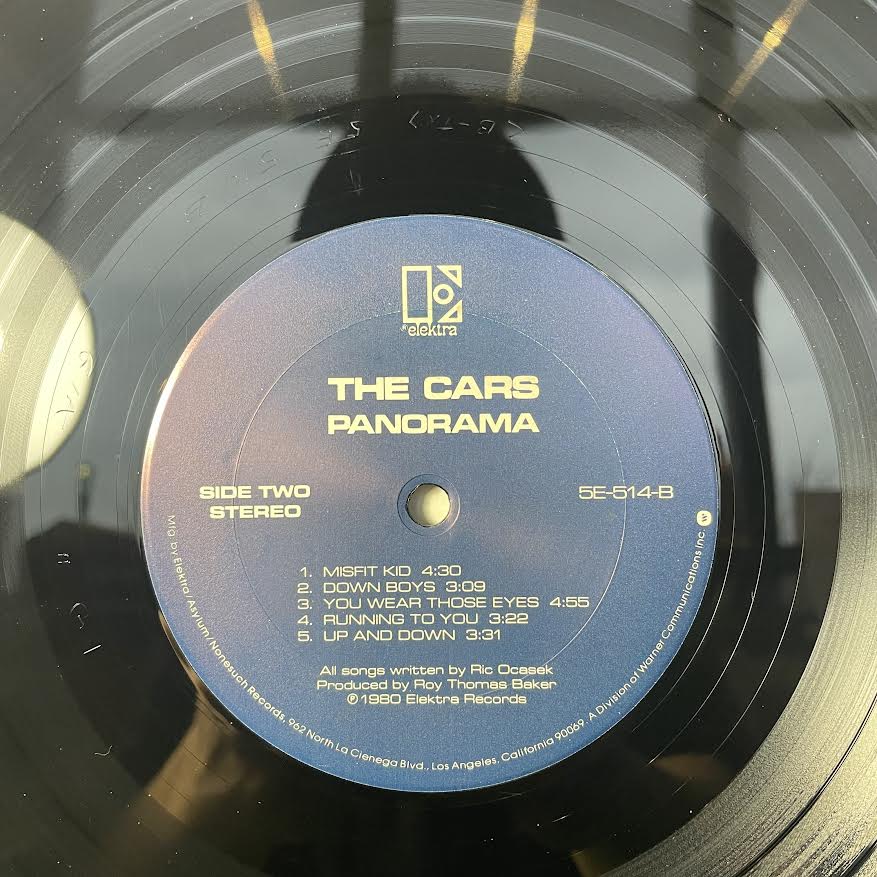 elektra
THE CARS
PANORAMA
SIDE TWO
STEREO
5E-514-B
1. MISFIT KID 4:30
2. DOWN BOYS 3:09
3. YOU WEAR THOSE EYES 4:55
4. RUNNING TO YOU 3:22
5. UP AND DOWN 3:31
All songs written by Ric Ocasek
Produced by Roy Thomas Baker
℗ 1980 Elektra Records
Mfg. by Elektra/Asylum/Nonesuch Records, 962 North La Cienega Blvd., Los Angeles, California 90069. A Division of Warner Communications Inc.